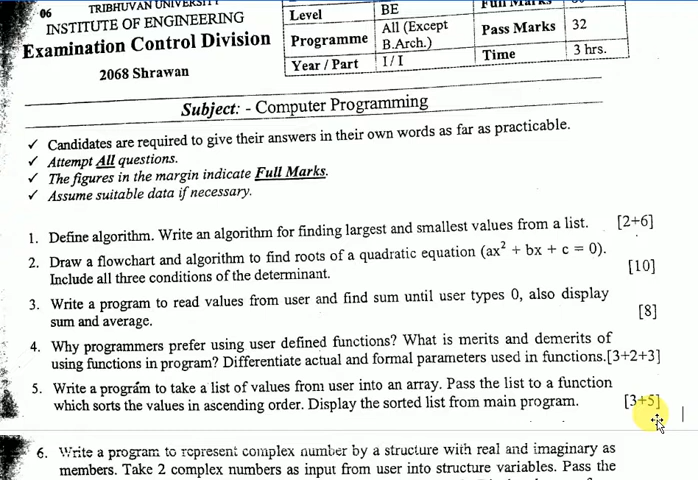 06
TRIBHUVAN UNIVERSITY
INSTITUTE OF ENGINEERING
Examination Control Division
2068 Shrawan
Full Marks
Level BE Pass Marks 32
Programme All (Except B.Arch.) Time 3 hrs.
Year / Part I / I
Subject: - Computer Programming
✓ Candidates are required to give their answers in their own words as far as practicable.
✓ Attempt All questions.
✓ The figures in the margin indicate Full Marks.
✓ Assume suitable data if necessary.
1. Define algorithm. Write an algorithm for finding largest and smallest values from a list. [2+6]
2. Draw a flowchart and algorithm to find roots of a quadratic equation (ax² + bx + c = 0).
Include all three conditions of the determinant. [10]
3. Write a program to read values from user and find sum until user types 0, also display
sum and average. [8]
4. Why programmers prefer using user defined functions? What is merits and demerits of
using functions in program? Differentiate actual and formal parameters used in functions.[3+2+3]
5. Write a program to take a list of values from user into an array. Pass the list to a function
which sorts the values in ascending order. Display the sorted list from main program. [3+5]
6. Write a program to represent complex number by a structure with real and imaginary as
members. Take 2 complex numbers as input from user into structure variables. Pass the